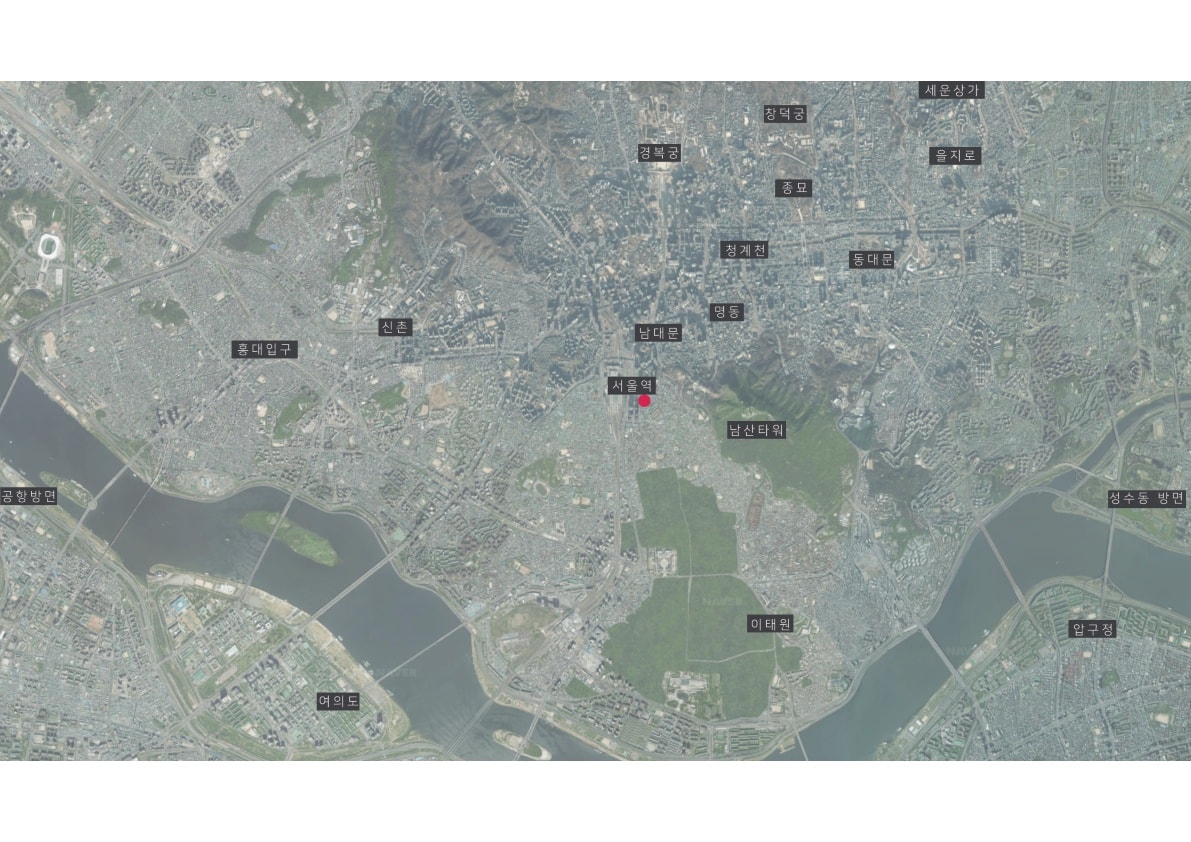 세운상가
창덕궁
경복궁
을지로
종묘
청계천
동대문
명동
신촌
남대문
홍대입구
서울역
남산타워
공항방면
성수동 방면
NAVER
이태원
압구정
NAVER
NAVER
여의도